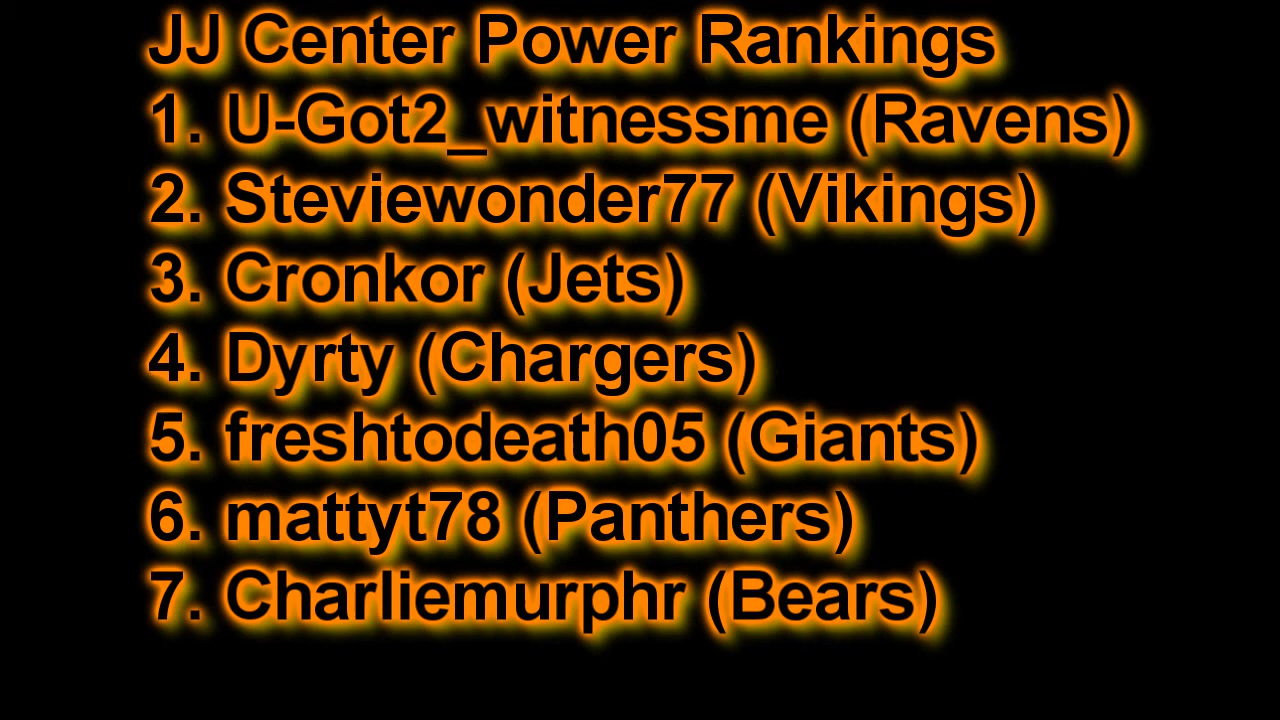 JJ Center Power Rankings
1. U-Got2_witnessme (Ravens)
2. Steviewonder77 (Vikings)
3. Cronkor (Jets)
4. Dyrty (Chargers)
5. freshtodeath05 (Giants)
6. mattyt78 (Panthers)
7. Charliemurphr (Bears)